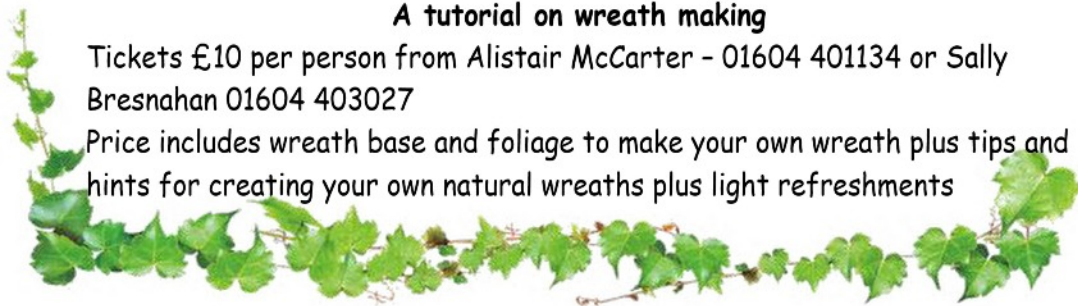 A tutorial on wreath making
Tickets £10 per person from Alistair McCarter – 01604 401134 or Sally
Bresnahan 01604 403027
Price includes wreath base and foliage to make your own wreath plus tips and
hints for creating your own natural wreaths plus light refreshments